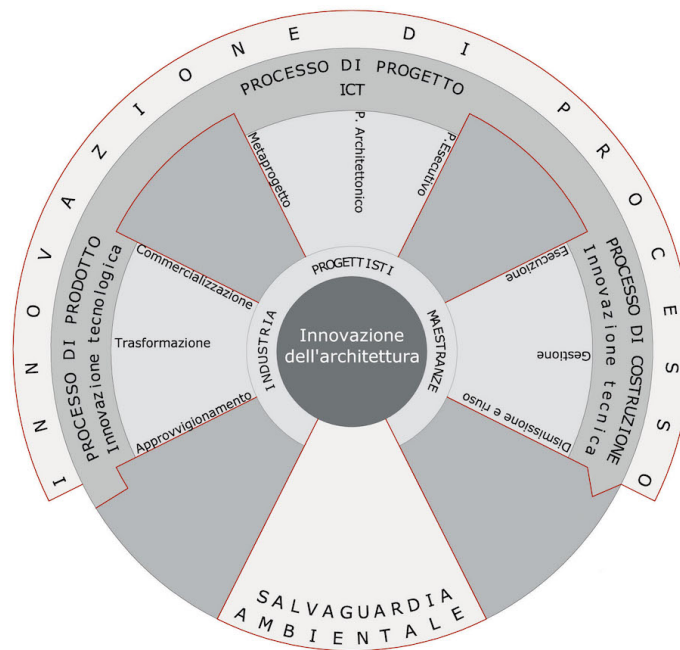 INNOVAZIONE DI PROCESSO
PROCESSO DI PROGETTO
ICT
Metaprogetto
P. Architettonico
P.Esecutivo
PROCESSO DI PRODOTTO
Innovazione tecnologica
Commercializzazione
Trasformazione
Approvvigionamento
PROCESSO DI COSTRUZIONE
Innovazione tecnica
Esecuzione
Gestione
Dismissione e riuso
PROGETTISTI
INDUSTRIA
MAESTRANZE
Innovazione
dell'architettura
SALVAGUARDIA
AMBIENTALE